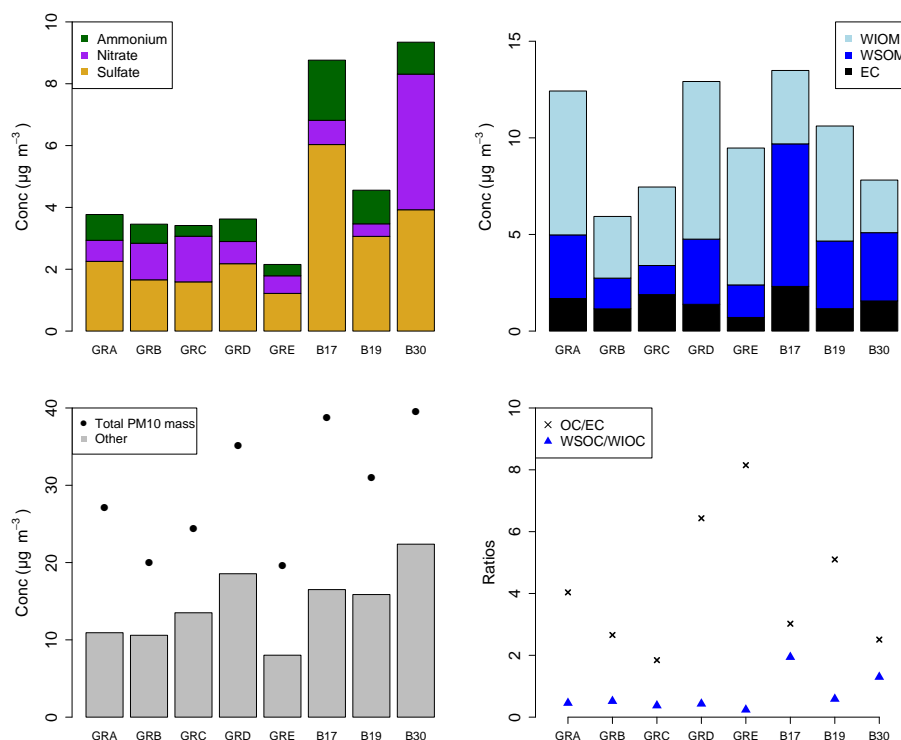 Ammonium
Nitrate
Sulfate
Conc (µg m−3)
0 2 4 6 8 10
GRA GRB GRC GRD GRE B17 B19 B30
WIOM
WSOM
EC
Conc (µg m−3)
0 5 10 15
GRA GRB GRC GRD GRE B17 B19 B30
Total PM10 mass
Other
Conc (µg m−3)
0 10 20 30 40
GRA GRB GRC GRD GRE B17 B19 B30
OC/EC
WSOC/WIOC
Ratios
0 2 4 6 8 10
GRA GRB GRC GRD GRE B17 B19 B30